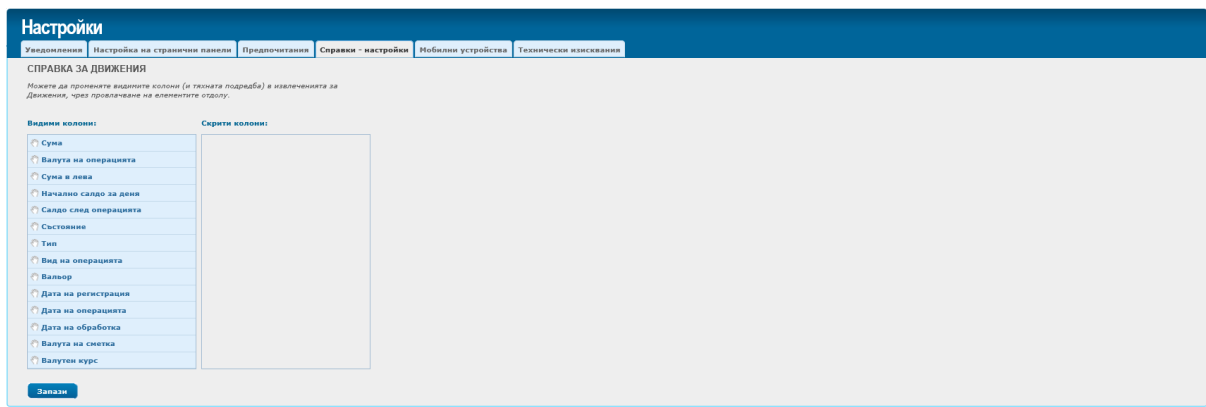 Настройки
Уведомления Настройка на странични панели Предпочитания Справки - настройки Мобилни устройства Технически изисквания
СПРАВКА ЗА ДВИЖЕНИЯ
Можете да променяте видимите колони (и тяхната подредба) в извлеченията за
Движения, чрез провлачване на елементите отдолу.
Видими колони: Скрити колони:
Сума
Валута на операцията
Сума в лева
Начално салдо за деня
Салдо след операцията
Състояние
Тип
Вид на операцията
Вальор
Дата на регистрация
Дата на операцията
Дата на обработка
Валута на сметка
Валутен курс
Запази